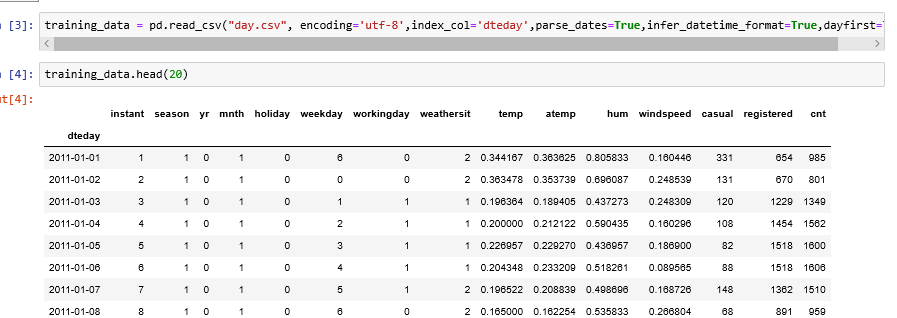 [3]: training_data = pd.read_csv("day.csv", encoding='utf-8',index_col='dteday',parse_dates=True,infer_datetime_format=True,dayfirst=
[4]: training_data.head(20)
t[4]:
instant season yr mnth holiday weekday workingday weathersit temp atemp hum windspeed casual registered cnt
dteday
2011-01-01 1 1 0 1 0 6 0 2 0.344167 0.363625 0.805833 0.160446 331 654 985
2011-01-02 2 1 0 1 0 0 0 2 0.363478 0.353739 0.696087 0.248539 131 670 801
2011-01-03 3 1 0 1 0 1 1 1 0.196364 0.189405 0.437273 0.248309 120 1229 1349
2011-01-04 4 1 0 1 0 2 1 1 0.200000 0.212122 0.590435 0.160296 108 1454 1562
2011-01-05 5 1 0 1 0 3 1 1 0.226957 0.229270 0.436957 0.186900 82 1518 1600
2011-01-06 6 1 0 1 0 4 1 1 0.204348 0.233209 0.518261 0.089565 88 1518 1606
2011-01-07 7 1 0 1 0 5 1 2 0.196522 0.208839 0.498696 0.168726 148 1362 1510
2011-01-08 8 1 0 1 0 6 0 2 0.165000 0.162254 0.535833 0.266804 68 891 959